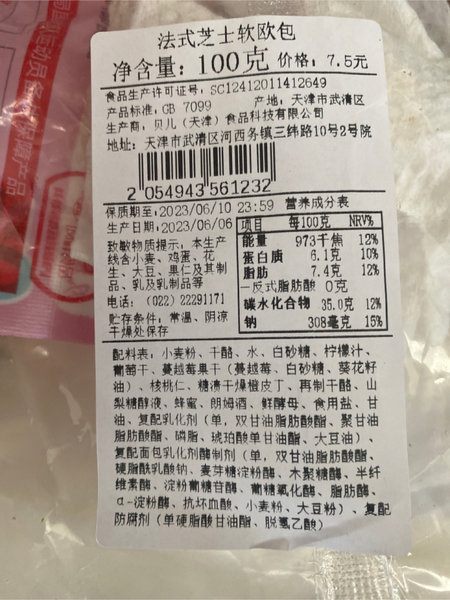 法式芝士软欧包
净含量：100克 价格：7.5元
食品生产许可证号：SC12412011412649
产品标准：GB 7099 产地：天津市武清区
生产商：贝儿（天津）食品科技有限公司
地址：天津市武清区河西务镇三纬路10号2号院
2 054943 561232
保质期至：2023/06/10 23:59
生产日期：2023/06/06
致敏物质提示：本生产
线含小麦、鸡蛋、花
生、大豆、果仁及其制
品、乳及乳制品等
电话：（022）22291171
贮存条件：常温、阴凉
干燥处保存
营养成分表
项目 每100克 NRV%
能量 973千焦 12%
蛋白质 6.1克 10%
脂肪 7.4克 12%
—反式脂肪酸 0克
碳水化合物 35.0克 12%
钠 308毫克 15%
配料表：小麦粉、干酪、水、白砂糖、柠檬汁、
葡萄干、蔓越莓果干（蔓越莓、白砂糖、葵花籽
油）、核桃仁、糖渍干燥橙皮丁、再制干酪、山
梨糖醇液、蜂蜜、朗姆酒、鲜酵母、食用盐、甘
油、复配乳化剂（单，双甘油脂肪酸酯、聚甘油
脂肪酸酯、磷脂、琥珀酸单甘油酯、大豆油）、
复配面包乳化剂酶制剂（单，双甘油脂肪酸酯、
硬脂酰乳酸钠、麦芽糖淀粉酶、木聚糖酶、半纤
维素酶、淀粉葡糖苷酶、葡糖氧化酶、脂肪酶、
α-淀粉酶、抗坏血酸、小麦粉、大豆粉）、复配
防腐剂（单硬脂酸甘油酯、脱氢乙酸）